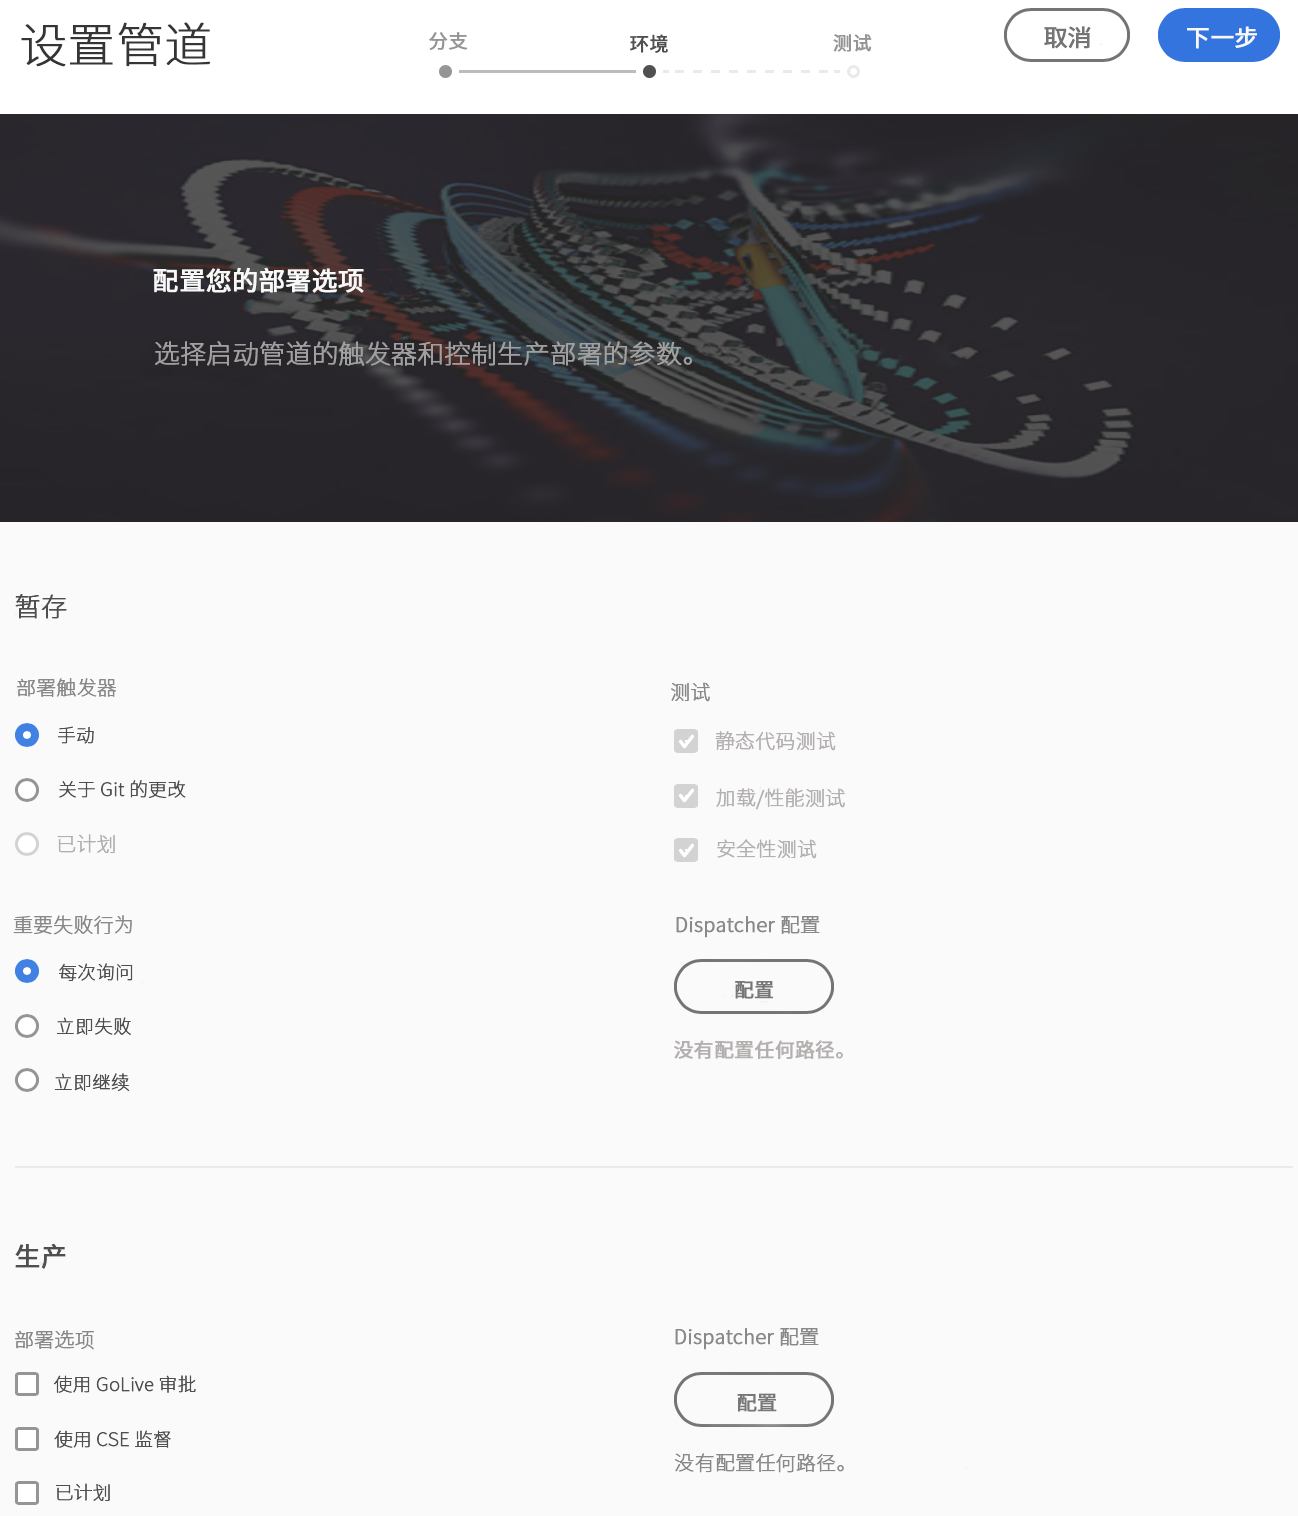 设置管道
分支
环境
测试
取消
下一步
配置您的部署选项
选择启动管道的触发器和控制生产部署的参数。
暂存
部署触发器
手动
关于 Git 的更改
已计划
测试
静态代码测试
加载/性能测试
安全性测试
重要失败行为
每次询问
立即失败
立即继续
Dispatcher 配置
配置
没有配置任何路径。
生产
部署选项
使用 GoLive 审批
使用 CSE 监督
已计划
Dispatcher 配置
配置
没有配置任何路径。